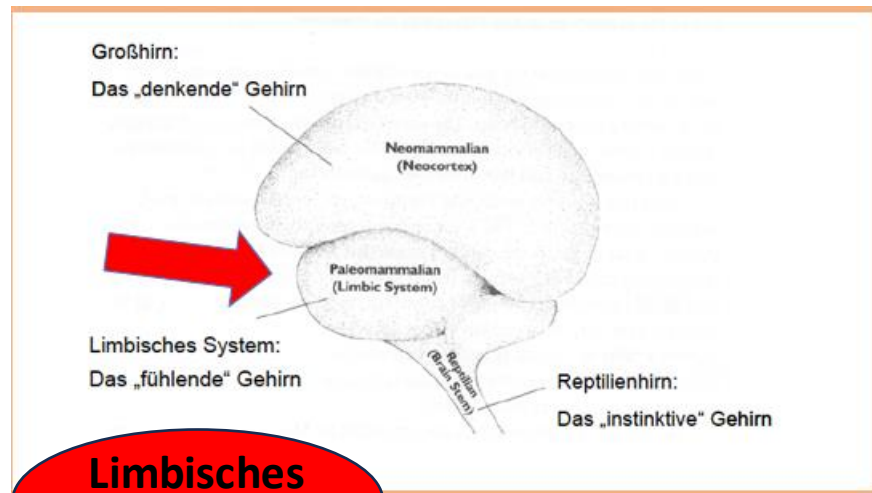 Großhirn:
Das „denkende“ Gehirn
Neomammalian
(Neocortex)
Paleomammalian
(Limbic System)
Limbisches System:
Das „fühlende“ Gehirn
Reptilian
(Brain Stem)
Reptilienhirn:
Das „instinktive“ Gehirn
Limbisches